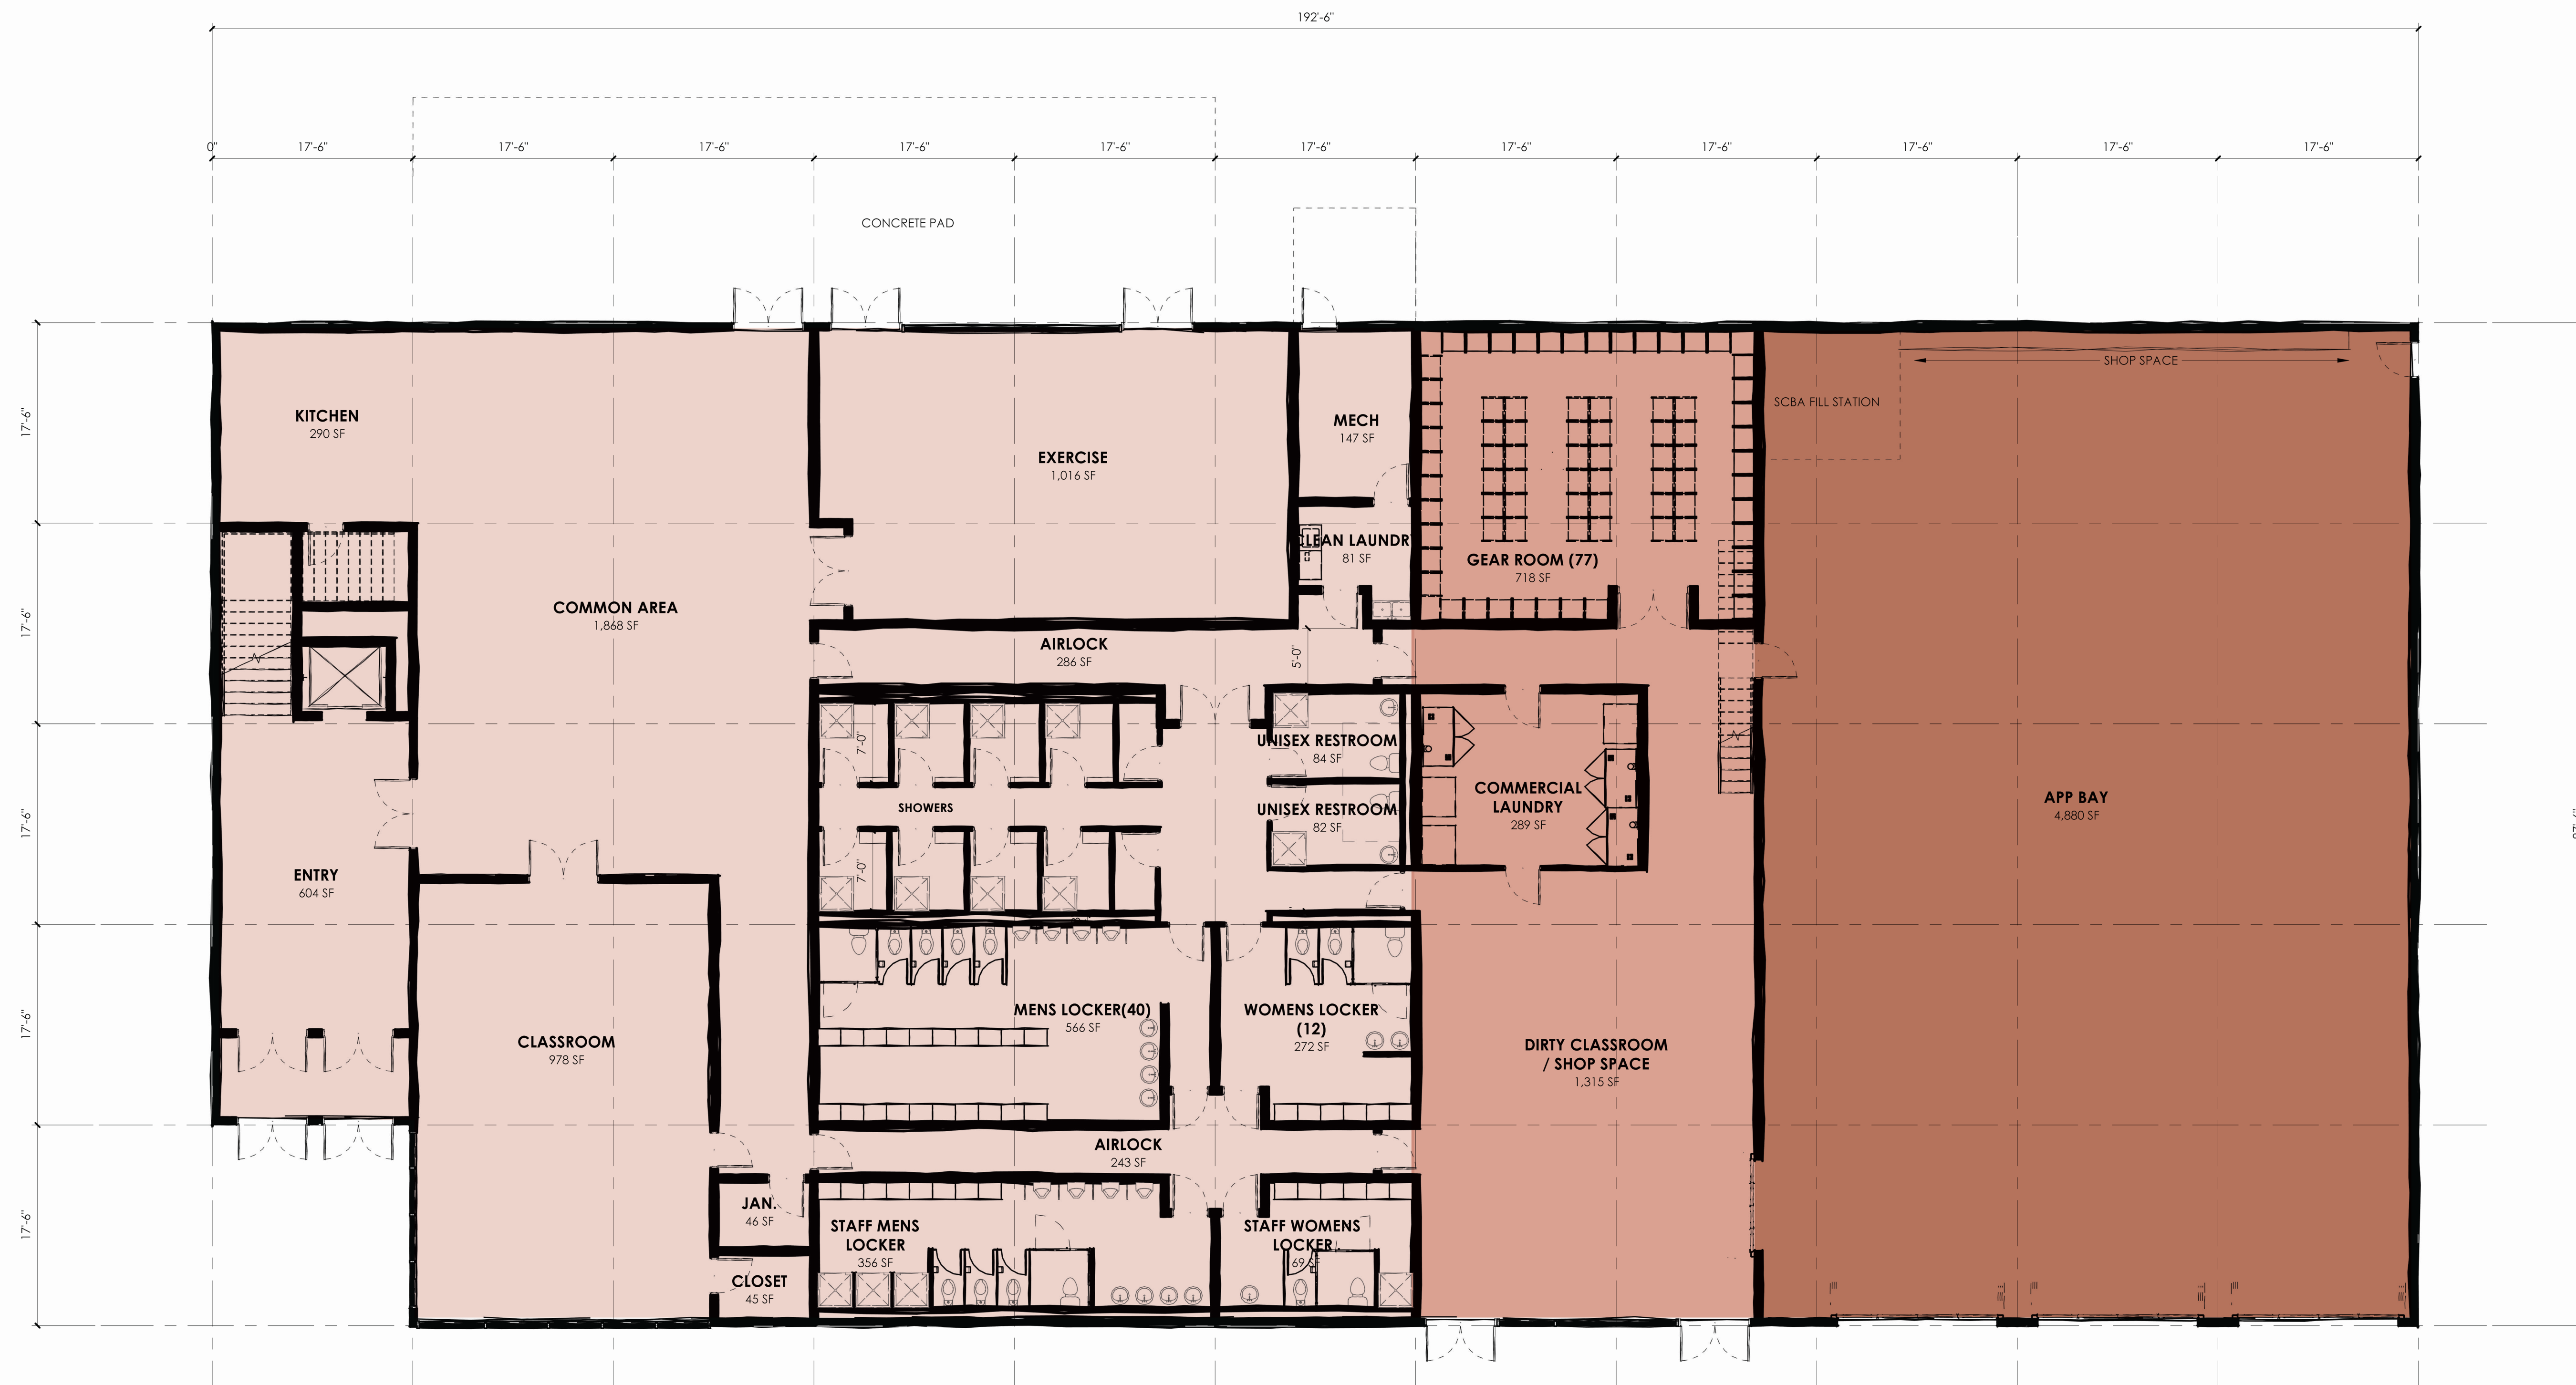 192'-6"
0"
17'-6"
17'-6"
17'-6"
17'-6"
17'-6"
17'-6"
17'-6"
17'-6"
17'-6"
17'-6"
17'-6"
CONCRETE PAD
SHOP SPACE
SCBA FILL STATION
KITCHEN
290 SF
EXERCISE
1,016 SF
MECH
147 SF
17'-6"
CLEAN LAUNDRY
81 SF
GEAR ROOM (77)
718 SF
COMMON AREA
1,868 SF
17'-6"
AIRLOCK
286 SF
5'-0"
7'-0"
UNISEX RESTROOM
84 SF
SHOWERS
UNISEX RESTROOM
82 SF
COMMERCIAL
LAUNDRY
289 SF
APP BAY
4,880 SF
17'-6"
7'-0"
ENTRY
604 SF
MENS LOCKER(40)
566 SF
WOMENS LOCKER
(12)
272 SF
17'-6"
CLASSROOM
978 SF
DIRTY CLASSROOM
/ SHOP SPACE
1,315 SF
AIRLOCK
243 SF
JAN.
46 SF
STAFF MENS
LOCKER
356 SF
STAFF WOMENS
LOCKER
17'-6"
CLOSET
45 SF